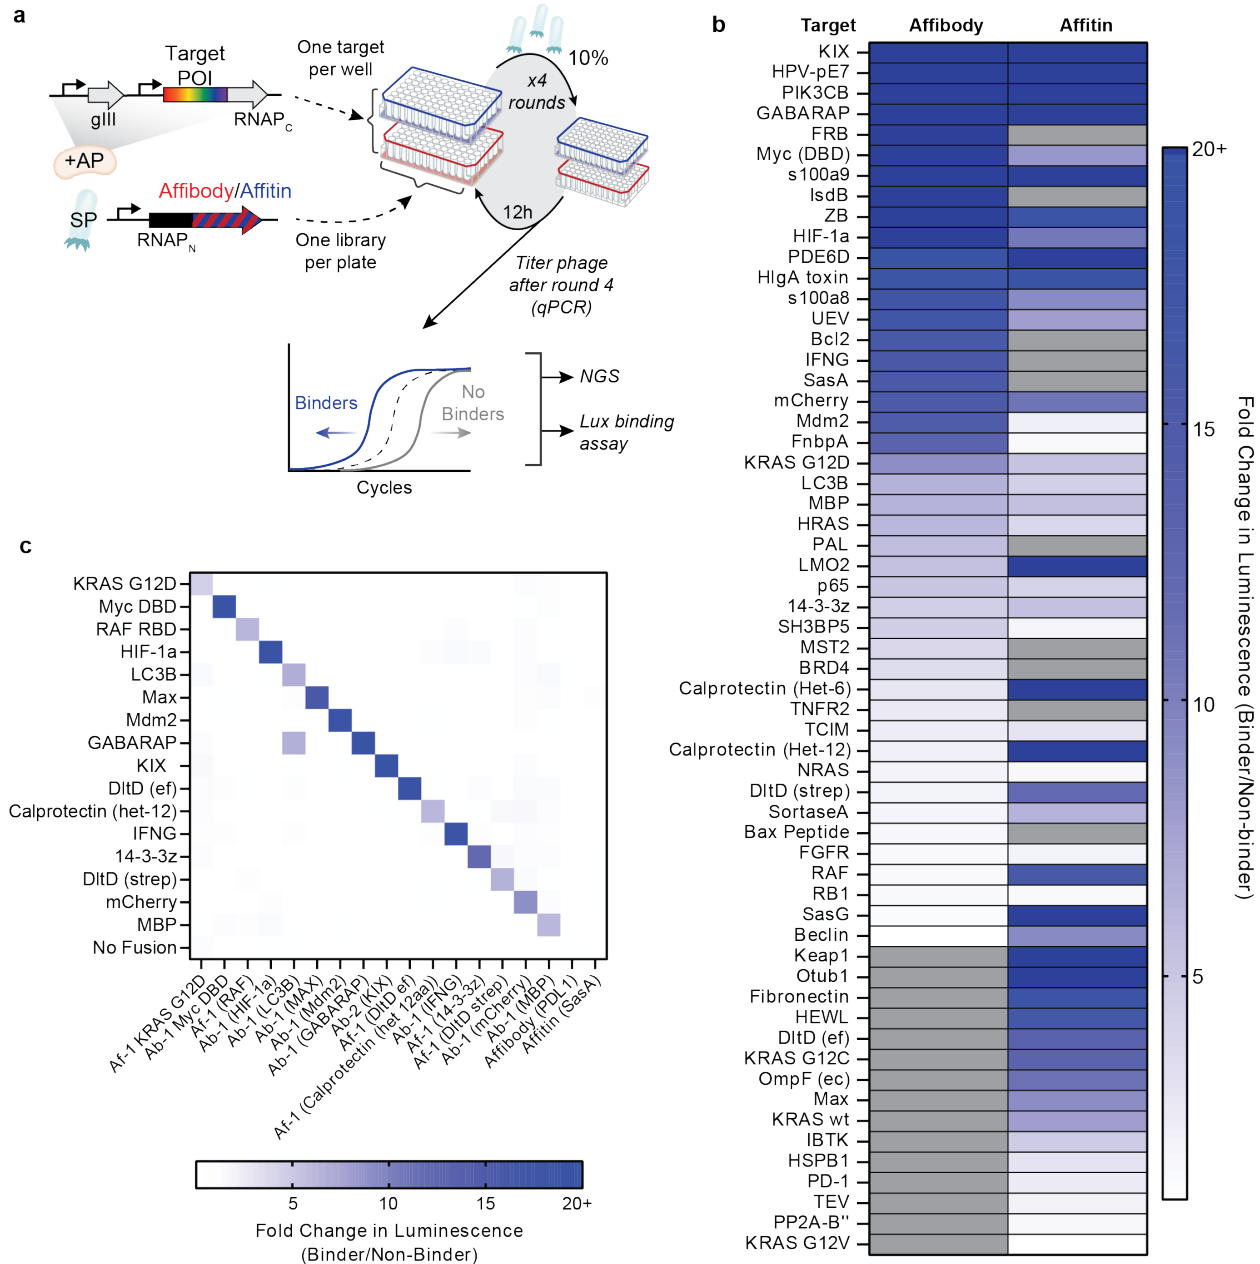 a
Target
POI
gIII
RNAP_C
+AP
SP
Affibody/Affitin
RNAP_N
One target
per well
One library
per plate
10%
x4
rounds
12h
Titer phage
after round 4
(qPCR)
Binders
No
Binders
Cycles
NGS
Lux binding
assay
b
Target Affibody Affitin
KIX
HPV-pE7
PIK3CB
GABARAP
FRB
Myc (DBD)
s100a9
IsdB
ZB
HIF-1a
PDE6D
HlgA toxin
s100a8
UEV
Bcl2
IFNG
SasA
mCherry
Mdm2
FnbpA
KRAS G12D
LC3B
MBP
HRAS
PAL
LMO2
p65
14-3-3z
SH3BP5
MST2
BRD4
Calprotectin (Het-6)
TNFR2
TCIM
Calprotectin (Het-12)
NRAS
DltD (strep)
SortaseA
Bax Peptide
FGFR
RAF
RB1
SasG
Beclin
Keap1
Otub1
Fibronectin
HEWL
DltD (ef)
KRAS G12C
OmpF (ec)
Max
KRAS wt
IBTK
HSPB1
PD-1
TEV
PP2A-B''
KRAS G12V
20+
15
10
5
Fold Change in Luminescence (Binder/Non-binder)
c
KRAS G12D
Myc DBD
RAF RBD
HIF-1a
LC3B
Max
Mdm2
GABARAP
KIX
DltD (ef)
Calprotectin (het-12)
IFNG
14-3-3z
DltD (strep)
mCherry
MBP
No Fusion
Af-1 KRAS G12D
Ab-1 Myc DBD
Af-1 (RAF)
Ab-1 (HIF-1a)
Ab-1 (LC3B)
Ab-1 (MAX)
Ab-1 (Mdm2)
Ab-1 (GABARAP)
Ab-2 (KIX)
Af-1 (DltD ef)
Af-1 (Calprotectin (het 12aa))
Ab-1 (IFNG)
Af-1 (14-3-3z)
Af-1 (DltD strep)
Ab-1 (mCherry)
Ab-1 (MBP)
Affibody (PDL1)
Affitin (SasA)
5 10 15 20+
Fold Change in Luminescence
(Binder/Non-Binder)